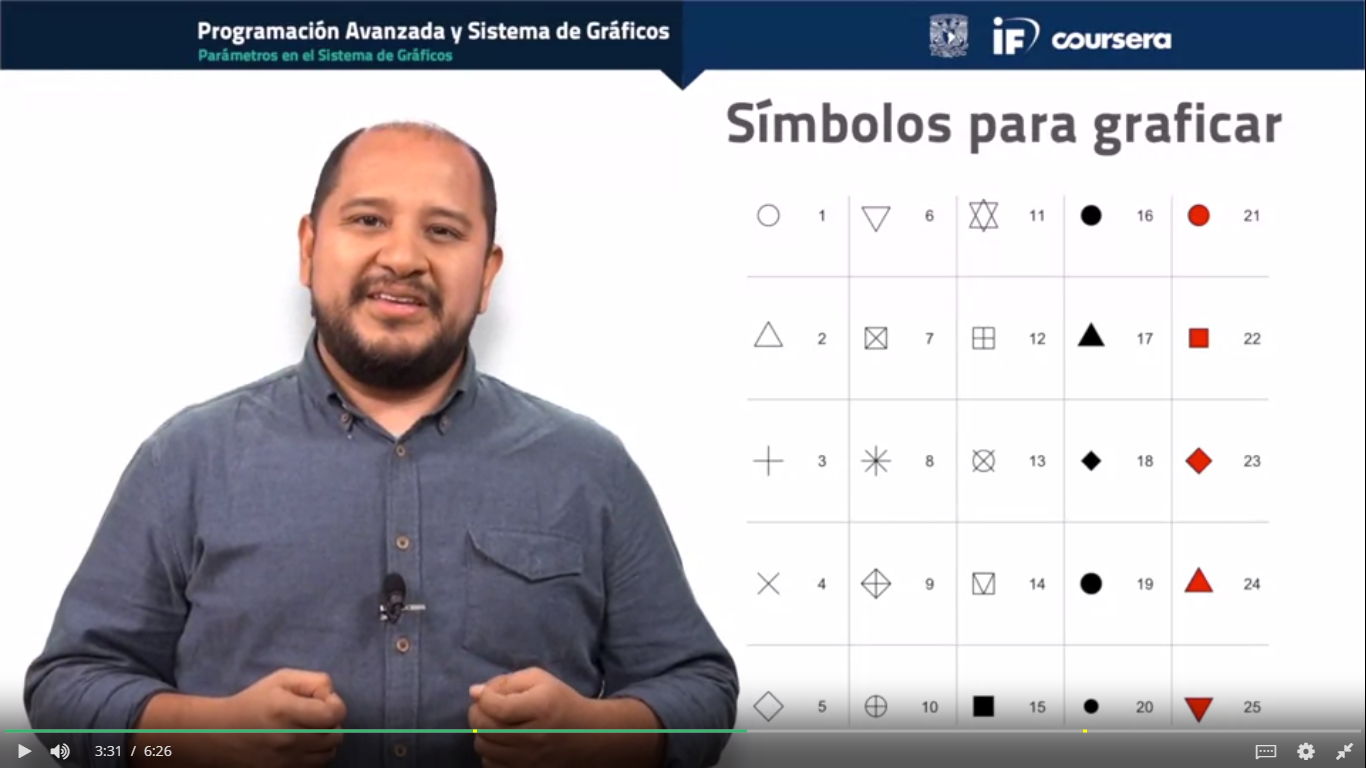 Programación Avanzada y Sistema de Gráficos
Parámetros en el Sistema de Gráficos
iF coursera
Símbolos para graficar
1 6 11 16 21
2 7 12 17 22
3 8 13 18 23
4 9 14 19 24
5 10 15 20 25
3:31 / 6:26